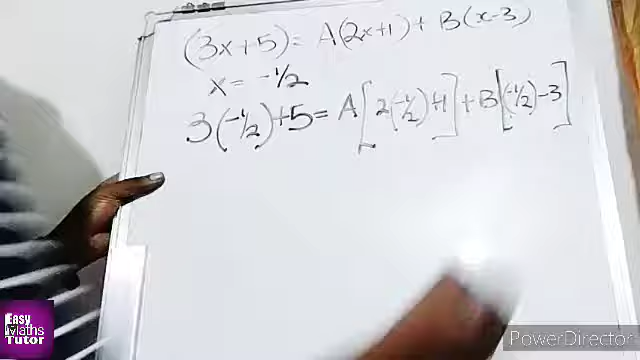 (3x+5) = A(2x+1) + B(x-3)
x = -1/2
3(-1/2)+5 = A[2(-1/2)+1] + B[(-1/2)-3]
Easy
Maths
Tutor
PowerDirector